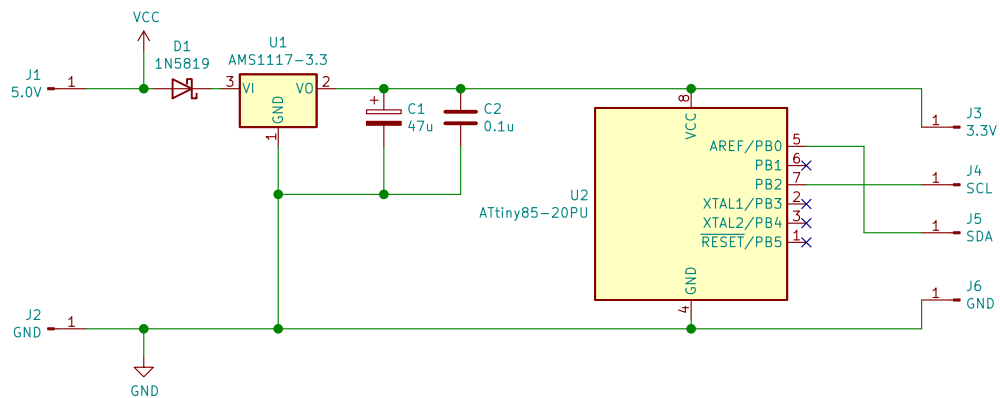 VCC
J1
5.0V
1
D1
1N5819
U1
AMS1117-3.3
3
VI
VO
2
GND
1
+
C1
47u
C2
0.1u
8
VCC
U2
ATtiny85-20PU
AREF/PB0
5
PB1
6
PB2
7
XTAL1/PB3
2
XTAL2/PB4
3
RESET/PB5
1
GND
4
1
J3
3.3V
1
J4
SCL
1
J5
SDA
1
J6
GND
J2
GND
1
GND